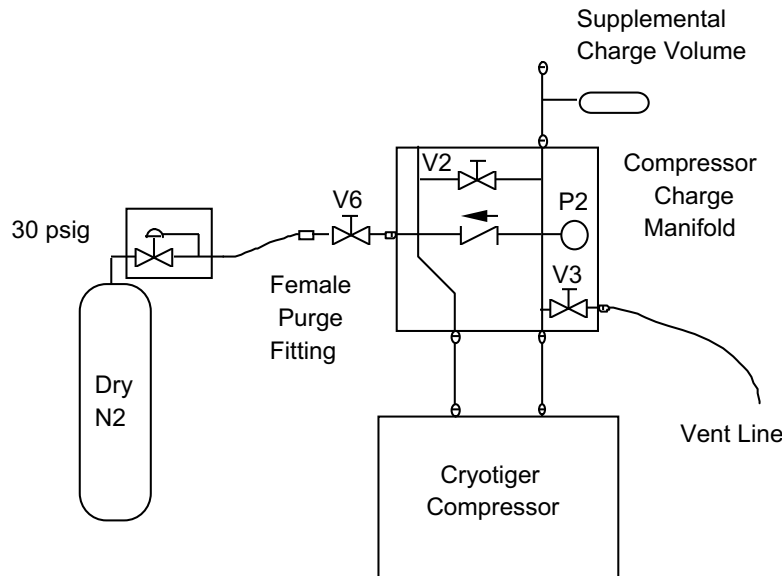 Supplemental
Charge Volume
V2
Compressor
Charge
Manifold
V6
P2
30 psig
V3
Female
Purge
Fitting
Dry
N2
Vent Line
Cryotiger
Compressor